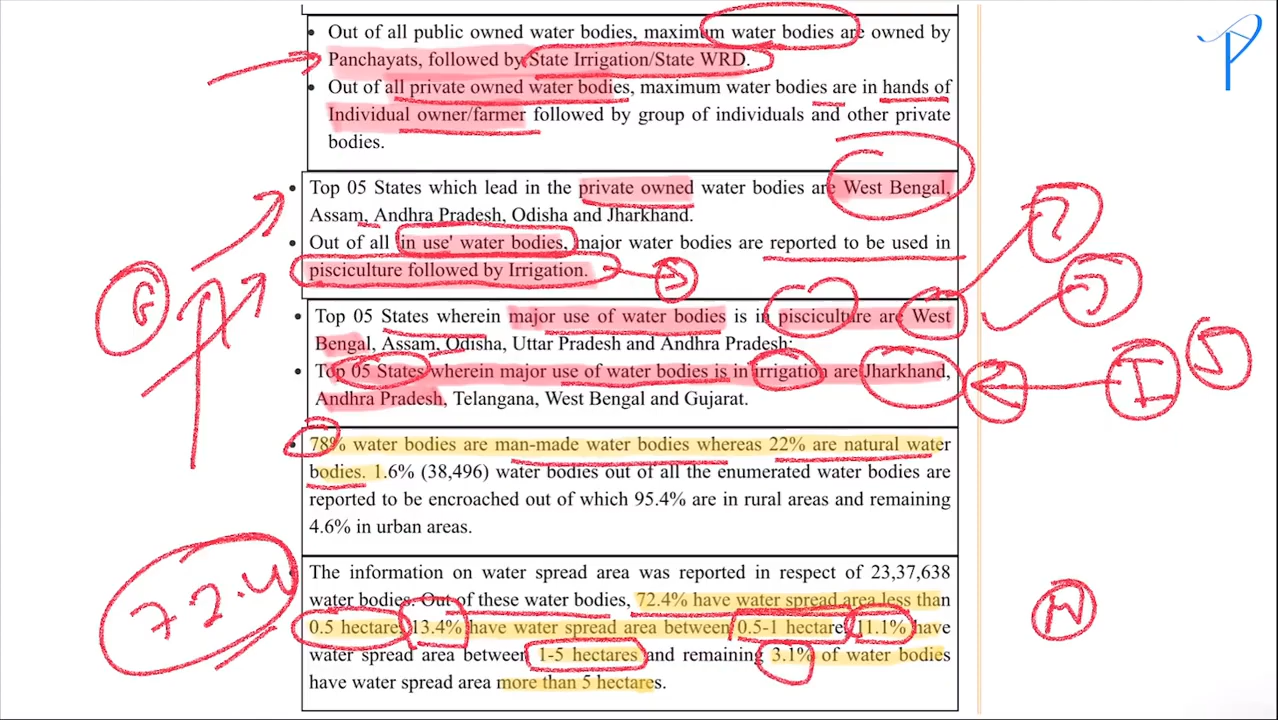 Out of all public owned water bodies, maximum water bodies are owned by
Panchayats, followed by State Irrigation/State WRD.
Out of all private owned water bodies, maximum water bodies are in hands of
Individual owner/farmer followed by group of individuals and other private
bodies.
Top 05 States which lead in the private owned water bodies are West Bengal,
Assam, Andhra Pradesh, Odisha and Jharkhand.
Out of all 'in use' water bodies, major water bodies are reported to be used in
pisciculture followed by Irrigation.
Top 05 States wherein major use of water bodies is in pisciculture are West
Bengal, Assam, Odisha, Uttar Pradesh and Andhra Pradesh;
Top 05 States wherein major use of water bodies is in irrigation are Jharkhand,
Andhra Pradesh, Telangana, West Bengal and Gujarat.
78% water bodies are man-made water bodies whereas 22% are natural water
bodies. 1.6% (38,496) water bodies out of all the enumerated water bodies are
reported to be encroached out of which 95.4% are in rural areas and remaining
4.6% in urban areas.
The information on water spread area was reported in respect of 23,37,638
water bodies. Out of these water bodies, 72.4% have water spread area less than
0.5 hectare, 13.4% have water spread area between 0.5-1 hectare, 11.1% have
water spread area between 1-5 hectares and remaining 3.1% of water bodies
have water spread area more than 5 hectares.
72.4